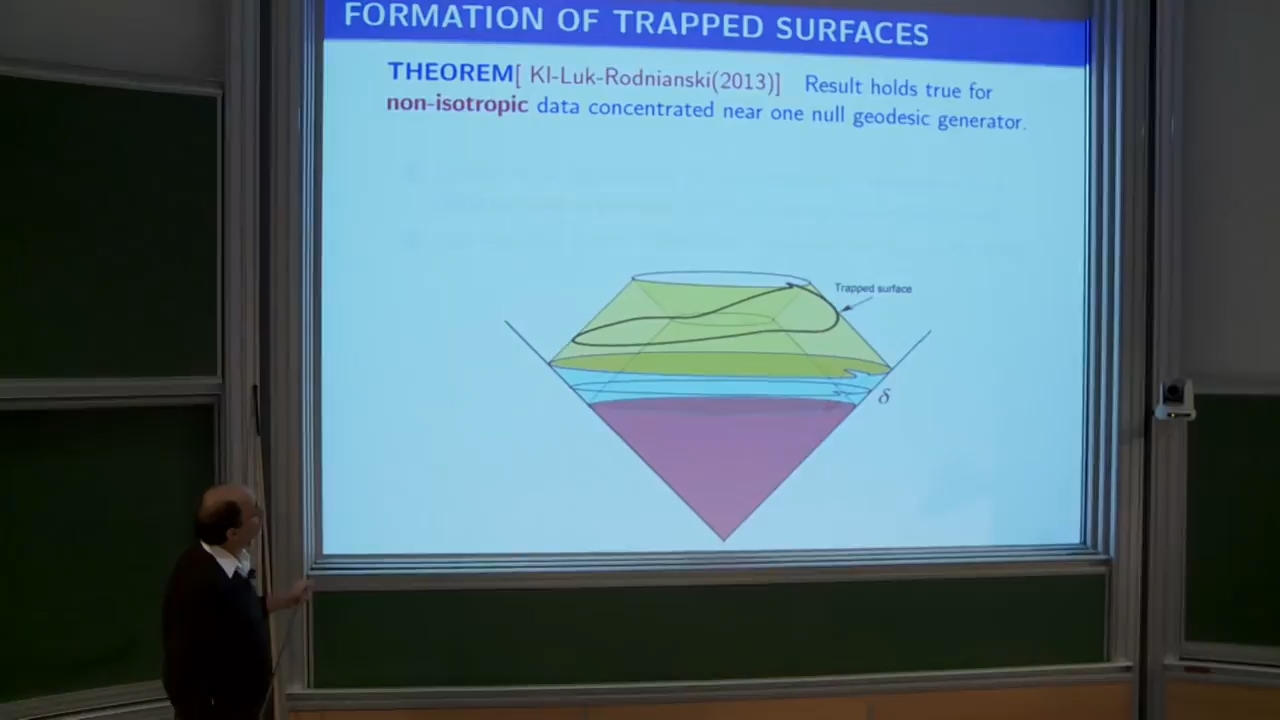 FORMATION OF TRAPPED SURFACES
THEOREM[ Kl-Luk-Rodnianski(2013)] Result holds true for
non-isotropic data concentrated near one null geodesic generator.
Trapped surface
δ